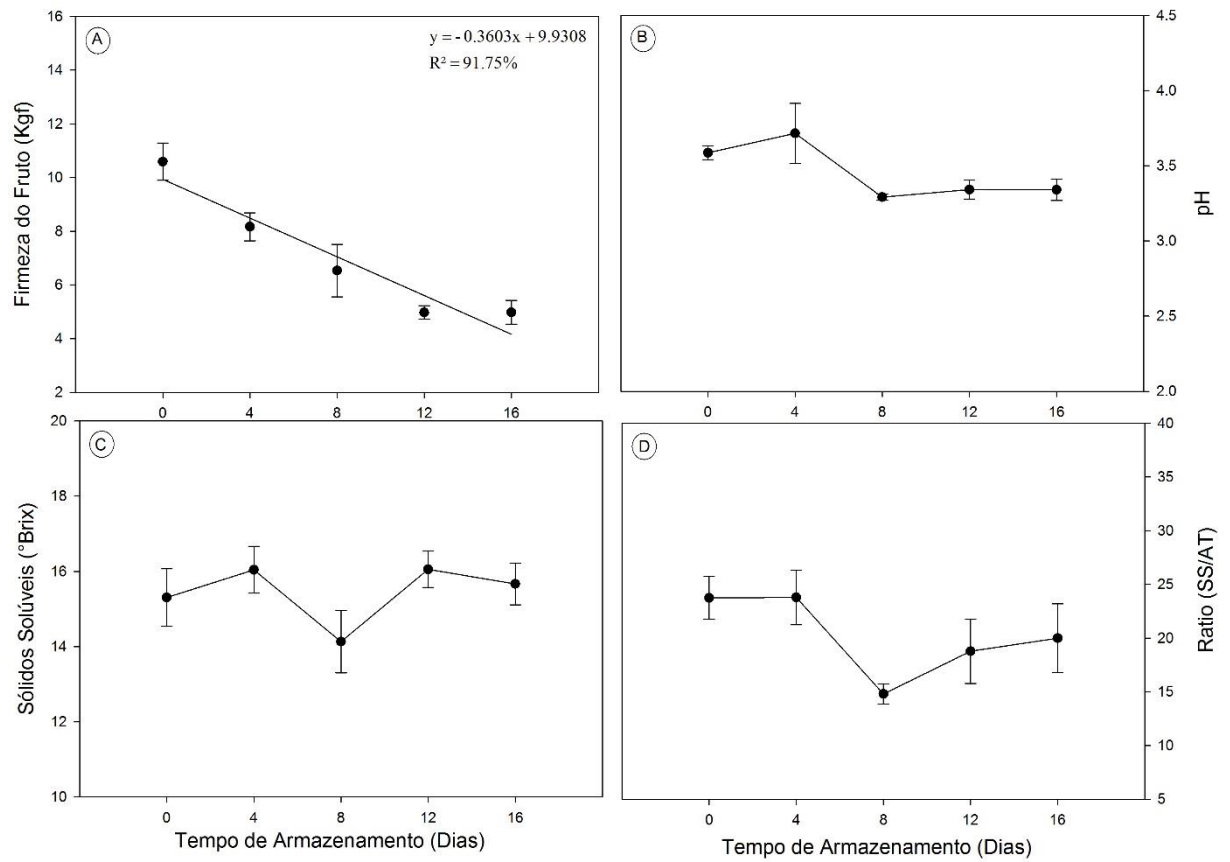 A
y = - 0.3603x + 9.9308
R² = 91.75%
Firmeza do Fruto (Kgf)
16
14
12
10
8
6
4
2
0 4 8 12 16
B
pH
4.5
4.0
3.5
3.0
2.5
2.0
0 4 8 12 16
C
Sólidos Solúveis (°Brix)
20
18
16
14
12
10
0 4 8 12 16
Tempo de Armazenamento (Dias)
D
Ratio (SS/AT)
40
35
30
25
20
15
10
5
0 4 8 12 16
Tempo de Armazenamento (Dias)